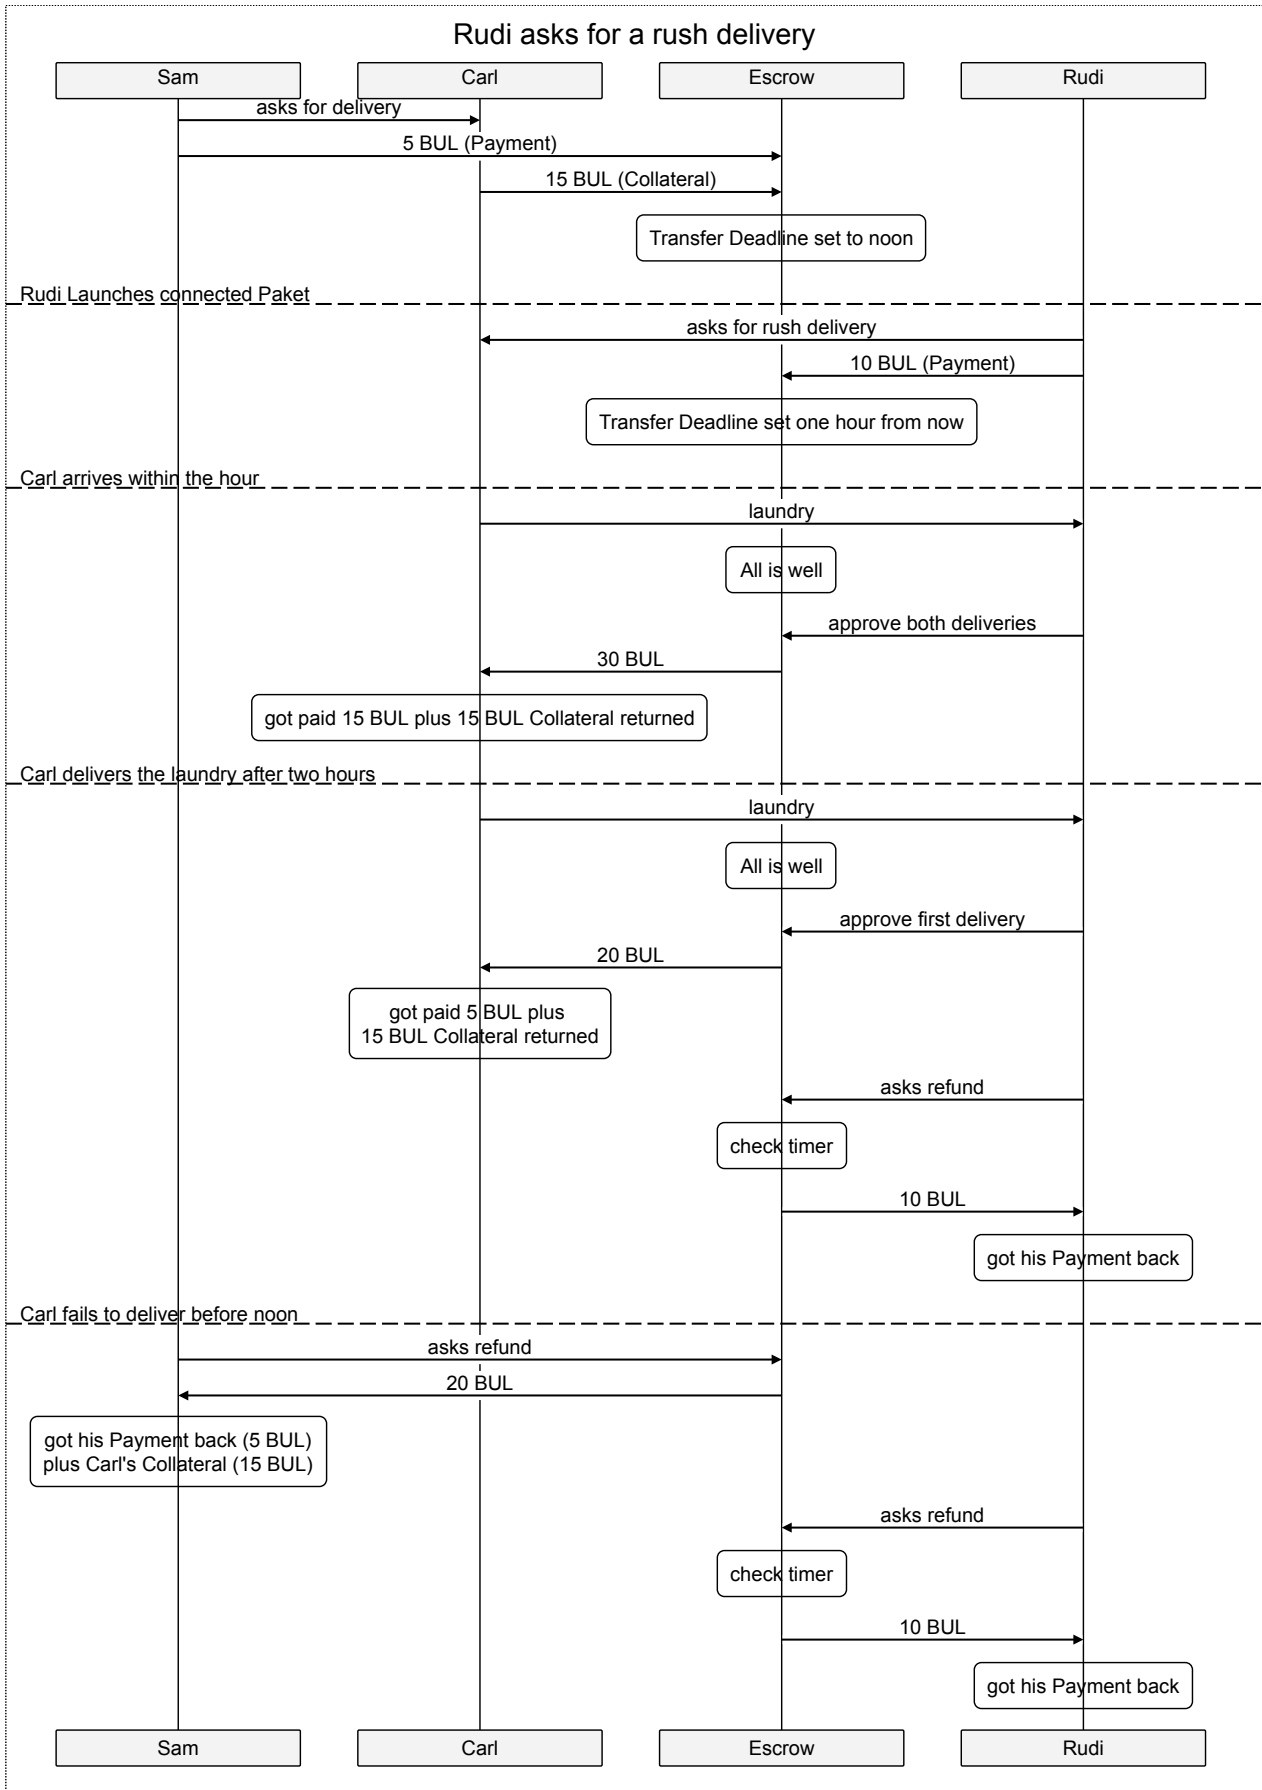 Rudi asks for a rush delivery
Sam
Carl
Escrow
Rudi
asks for delivery
5 BUL (Payment)
15 BUL (Collateral)
Transfer Deadline set to noon
Rudi Launches connected Paket
asks for rush delivery
10 BUL (Payment)
Transfer Deadline set one hour from now
Carl arrives within the hour
laundry
All is well
approve both deliveries
30 BUL
got paid 15 BUL plus 15 BUL Collateral returned
Carl delivers the laundry after two hours
laundry
All is well
approve first delivery
20 BUL
got paid 5 BUL plus
15 BUL Collateral returned
asks refund
check timer
10 BUL
got his Payment back
Carl fails to deliver before noon
asks refund
20 BUL
got his Payment back (5 BUL)
plus Carl's Collateral (15 BUL)
asks refund
check timer
10 BUL
got his Payment back
Sam
Carl
Escrow
Rudi